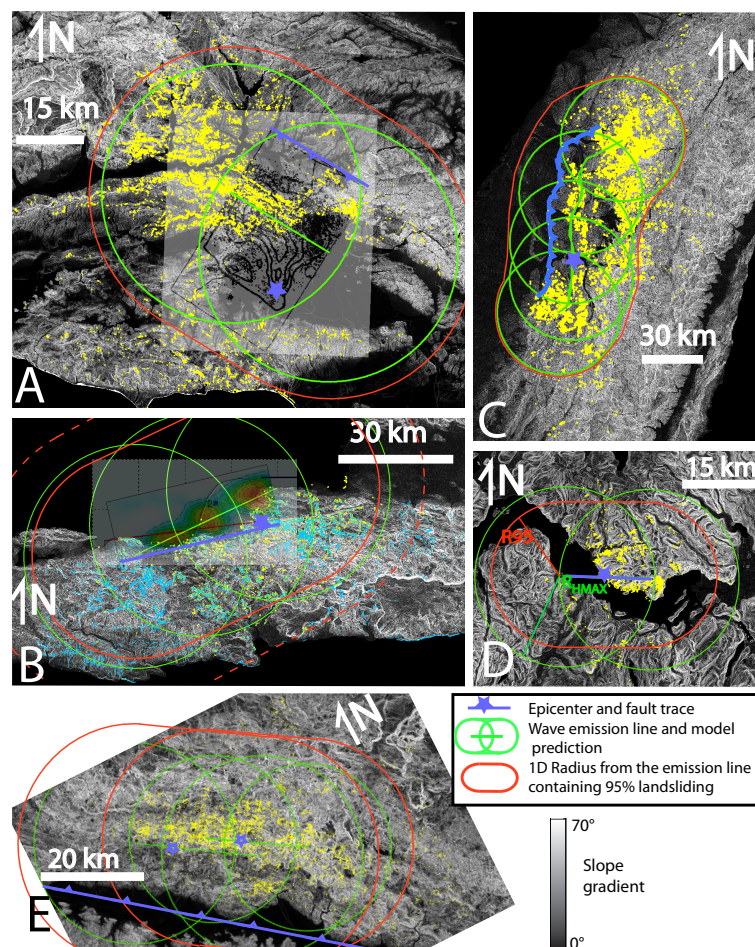 N
15 km
A
N
30 km
C
30 km
N
B
N
15 km
R95
R
HMAX
D
N
20 km
E
Epicenter and fault trace
Wave emission line and model
prediction
1D Radius from the emission line
containing 95% landsliding
70°
Slope
gradient
0°